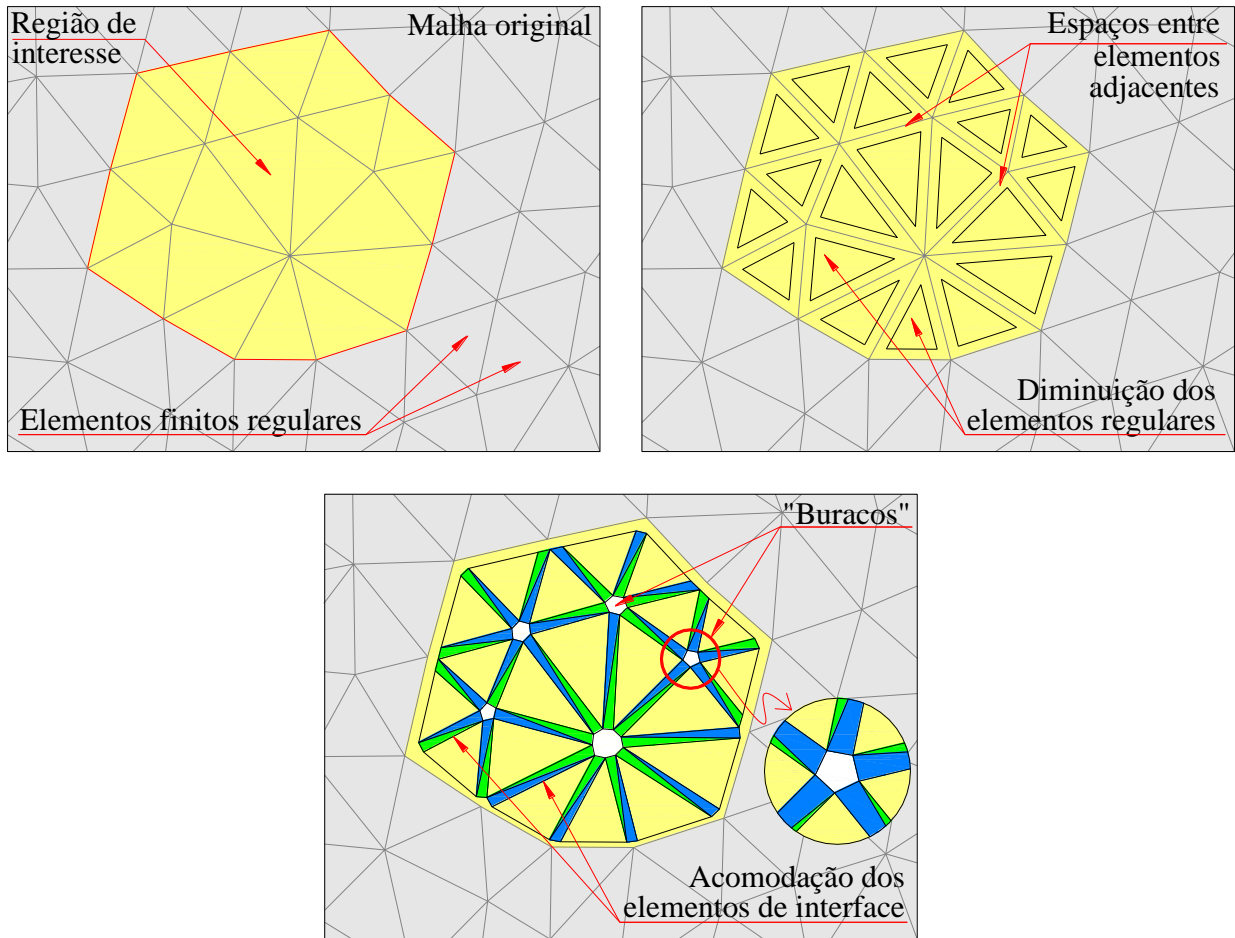 Região de
interesse
Malha original
Elementos finitos regulares
Espaços entre
elementos
adjacentes
Diminuição dos
elementos regulares
"Buracos"
Acomodação dos
elementos de interface